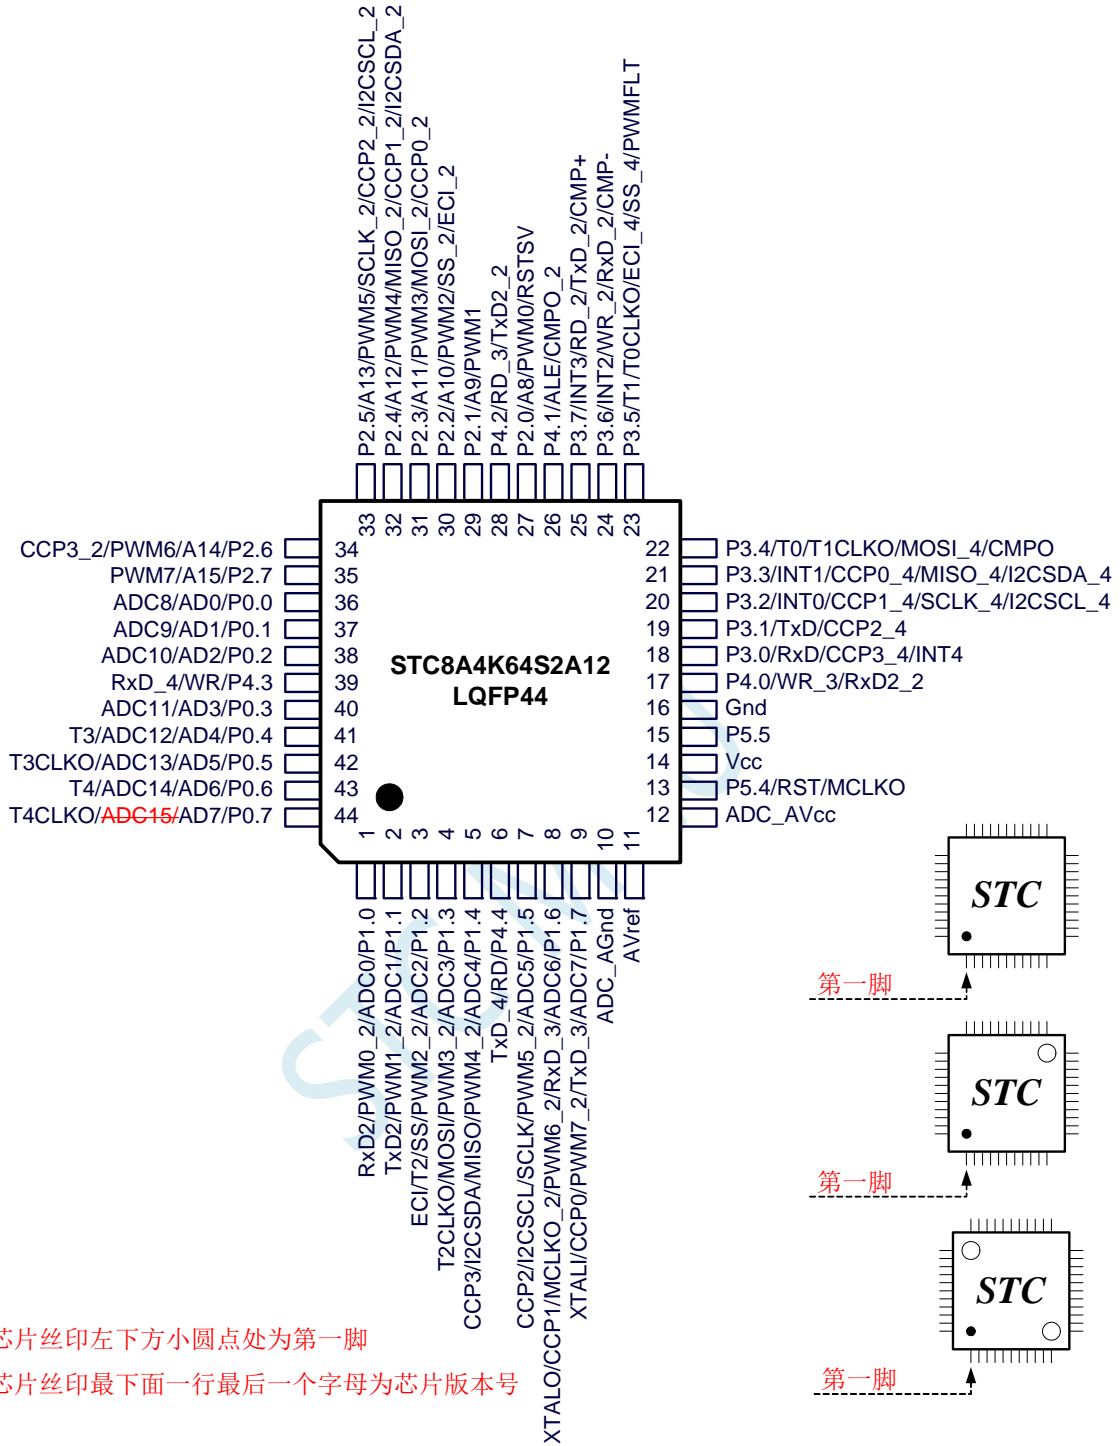 P2.5/A13/PWM5/SCLK_2/CCP2_2/I2CSCL_2
P2.4/A12/PWM4/MISO_2/CCP1_2/I2CSDA_2
P2.3/A11/PWM3/MOSI_2/CCP0_2
P2.2/A10/PWM2/SS_2/ECI_2
P2.1/A9/PWM1
P4.2/RD_3/TxD2_2
P2.0/A8/PWM0/RSTSV
P4.1/ALE/CMPO_2
P3.7/INT3/RD_2/TxD_2/CMP+
P3.6/INT2/WR_2/RxD_2/CMP-
P3.5/T1/T0CLKO/ECI_4/SS_4/PWMFLT
33 32 31 30 29 28 27 26 25 24 23
CCP3_2/PWM6/A14/P2.6 34
PWM7/A15/P2.7 35
ADC8/AD0/P0.0 36
ADC9/AD1/P0.1 37
ADC10/AD2/P0.2 38
RxD_4/WR/P4.3 39
ADC11/AD3/P0.3 40
T3/ADC12/AD4/P0.4 41
T3CLKO/ADC13/AD5/P0.5 42
T4/ADC14/AD6/P0.6 43
T4CLKO/ADC15/AD7/P0.7 44
STC8A4K64S2A12
LQFP44
22 P3.4/T0/T1CLKO/MOSI_4/CMPO
21 P3.3/INT1/CCP0_4/MISO_4/I2CSDA_4
20 P3.2/INT0/CCP1_4/SCLK_4/I2CSCL_4
19 P3.1/TxD/CCP2_4
18 P3.0/RxD/CCP3_4/INT4
17 P4.0/WR_3/RxD2_2
16 Gnd
15 P5.5
14 Vcc
13 P5.4/RST/MCLKO
12 ADC_AVcc
1 2 3 4 5 6 7 8 9 10 11
RxD2/PWM0_2/ADC0/P1.0
TxD2/PWM1_2/ADC1/P1.1
ECI/T2/SS/PWM2_2/ADC2/P1.2
T2CLKO/MOSI/PWM3_2/ADC3/P1.3
CCP3/I2CSDA/MISO/PWM4_2/ADC4/P1.4
TxD_4/RD/P4.4
CCP2/I2CSCL/SCLK/PWM5_2/ADC5/P1.5
XTALO/CCP1/MCLKO_2/PWM6_2/RxD_3/ADC6/P1.6
XTALI/CCP0/PWM7_2/TxD_3/ADC7/P1.7
ADC_AGnd
AVref
STC
第一脚
STC
第一脚
STC
第一脚
芯片丝印左下方小圆点处为第一脚
芯片丝印最下面一行最后一个字母为芯片版本号